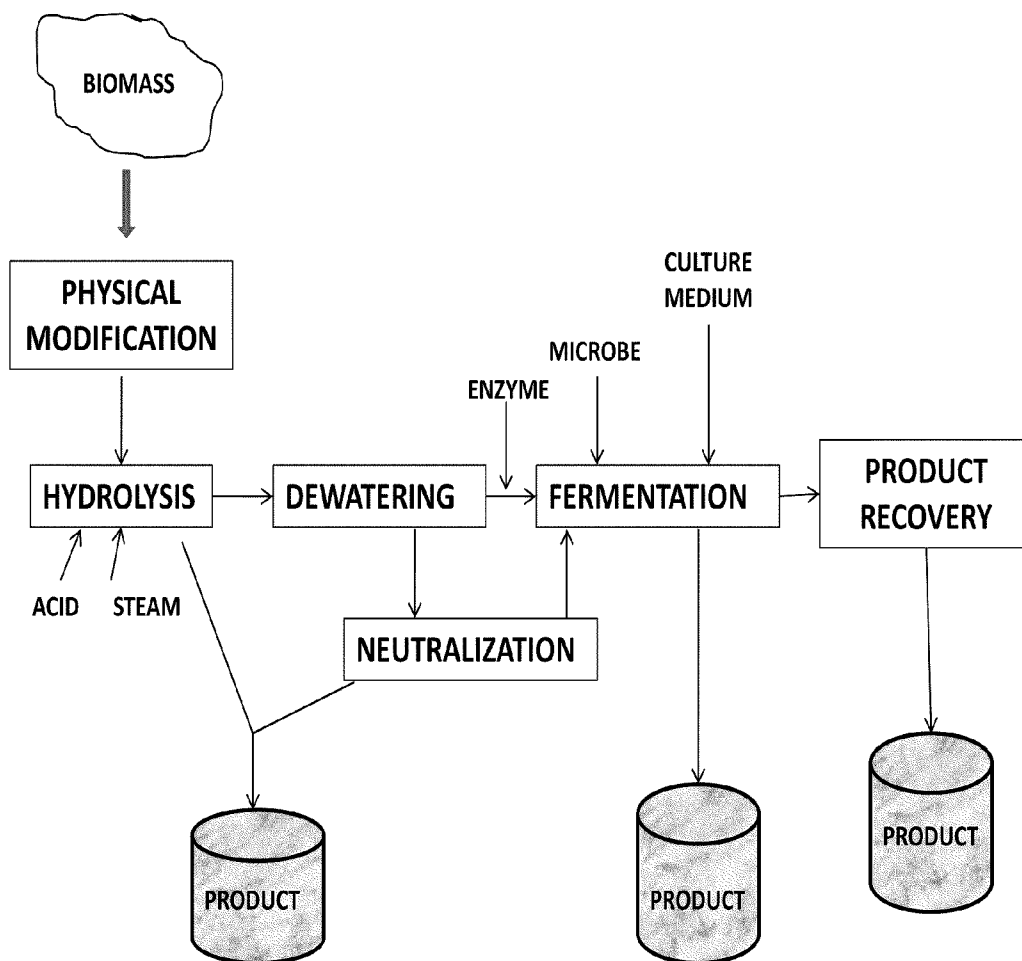 BIOMASS
PHYSICAL
MODIFICATION
CULTURE
MEDIUM
MICROBE
ENZYME
HYDROLYSIS
DEWATERING
FERMENTATION
PRODUCT
RECOVERY
ACID
STEAM
NEUTRALIZATION
PRODUCT
PRODUCT
PRODUCT